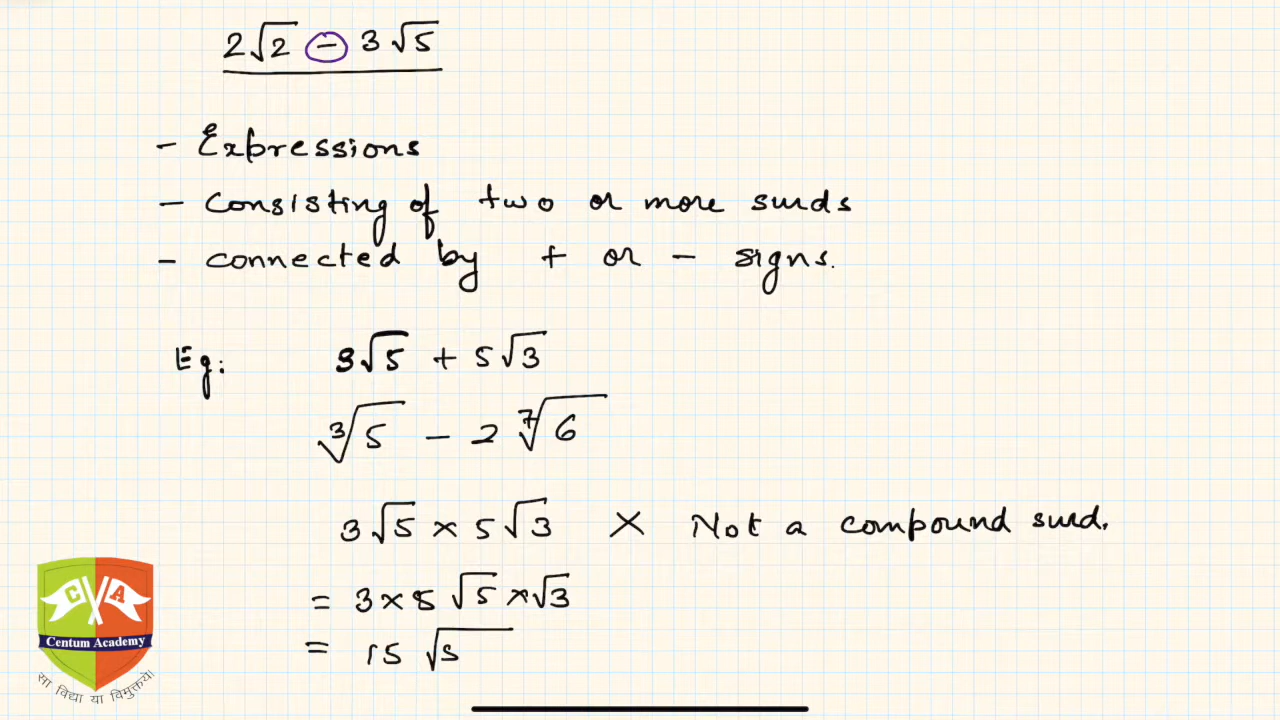 2√2 - 3√5
- Expressions
- Consisting of two or more surds
- connected by + or - signs.
Eg: 3√5 + 5√3
∛5 - 2 ⁷√6
3√5 × 5√3 × Not a compound surd.
= 3×5 √5 × √3
= 15 √5
C A
Centum Academy
सा विद्या या विमुक्तये।